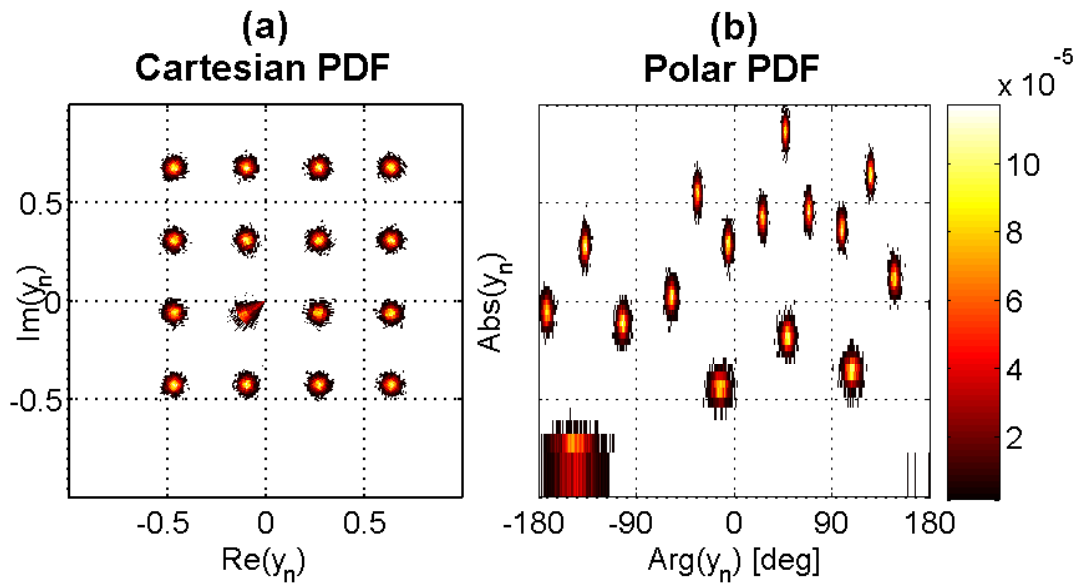 (a)
Cartesian PDF
(b)
Polar PDF
x 10
-5
Im(yn)
0.5
0
-0.5
-0.5
0
0.5
Re(yn)
Abs(yn)
-180
-90
0
90
180
Arg(yn) [deg]
10
8
6
4
2